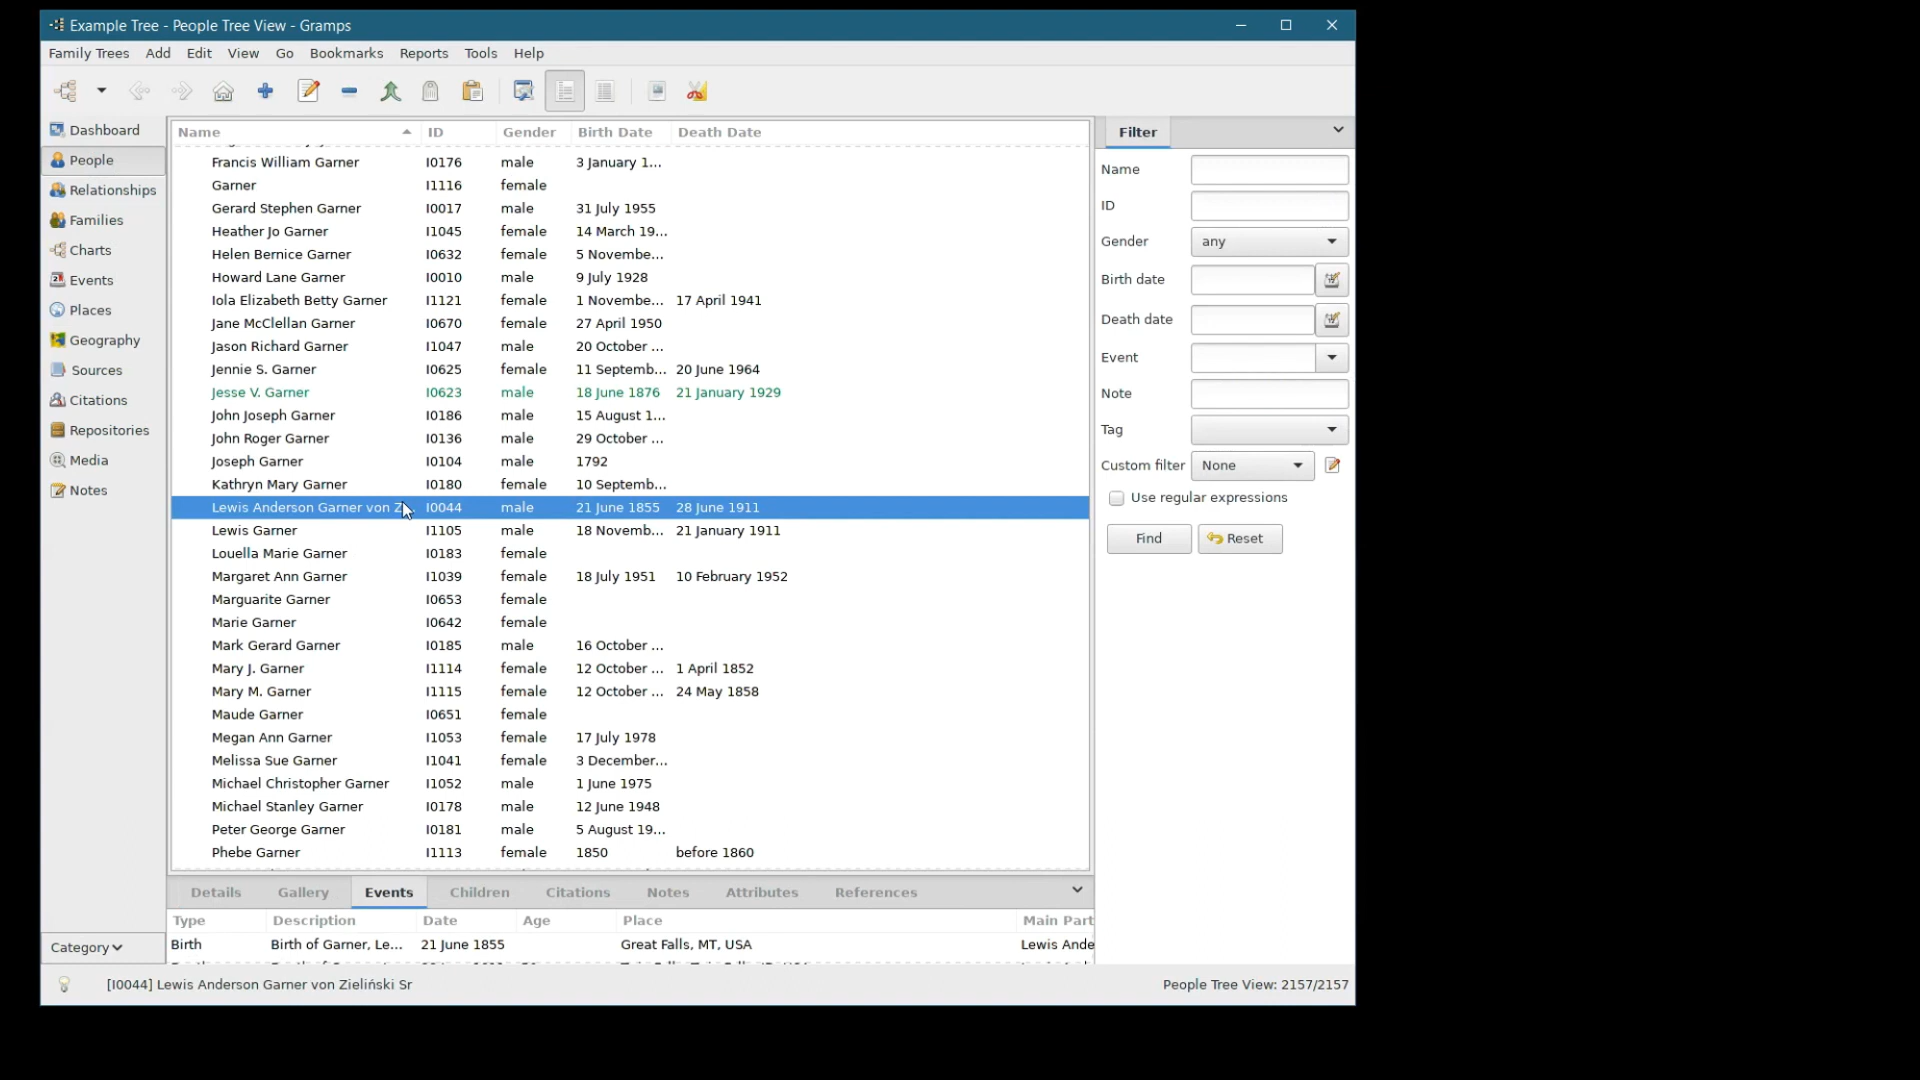 Example Tree - People Tree View - Gramps
Family Trees Add Edit View Go Bookmarks Reports Tools Help
Dashboard
People
Relationships
Families
Charts
Events
Places
Geography
Sources
Citations
Repositories
Media
Notes
Category
Name ID Gender Birth Date Death Date
Francis William Garner I0176 male 3 January 1...
Garner I1116 female
Gerard Stephen Garner I0017 male 31 July 1955
Heather Jo Garner I1045 female 14 March 19...
Helen Bernice Garner I0632 female 5 Novembe...
Howard Lane Garner I0010 male 9 July 1928
Iola Elizabeth Betty Garner I1121 female 1 Novembe... 17 April 1941
Jane McClellan Garner I0670 female 27 April 1950
Jason Richard Garner I1047 male 20 October ...
Jennie S. Garner I0625 female 11 Septemb... 20 June 1964
Jesse V. Garner I0623 male 18 June 1876 21 January 1929
John Joseph Garner I0186 male 15 August 1...
John Roger Garner I0136 male 29 October ...
Joseph Garner I0104 male 1792
Kathryn Mary Garner I0180 female 10 Septemb...
Lewis Anderson Garner von Z... I0044 male 21 June 1855 28 June 1911
Lewis Garner I1105 male 18 Novemb... 21 January 1911
Louella Marie Garner I0183 female
Margaret Ann Garner I1039 female 18 July 1951 10 February 1952
Marguarite Garner I0653 female
Marie Garner I0642 female
Mark Gerard Garner I0185 male 16 October ...
Mary J. Garner I1114 female 12 October ... 1 April 1852
Mary M. Garner I1115 female 12 October ... 24 May 1858
Maude Garner I0651 female
Megan Ann Garner I1053 female 17 July 1978
Melissa Sue Garner I1041 female 3 December...
Michael Christopher Garner I1052 male 1 June 1975
Michael Stanley Garner I0178 male 12 June 1948
Peter George Garner I0181 male 5 August 19...
Phebe Garner I1113 female 1850 before 1860
Details Gallery Events Children Citations Notes Attributes References
Type Description Date Age Place Main Part
Birth Birth of Garner, Le... 21 June 1855 Great Falls, MT, USA Lewis Ande
Filter
Name
ID
Gender any
Birth date
Death date
Event
Note
Tag
Custom filter None
Use regular expressions
Find Reset
[I0044] Lewis Anderson Garner von Zieliński Sr
People Tree View: 2157/2157